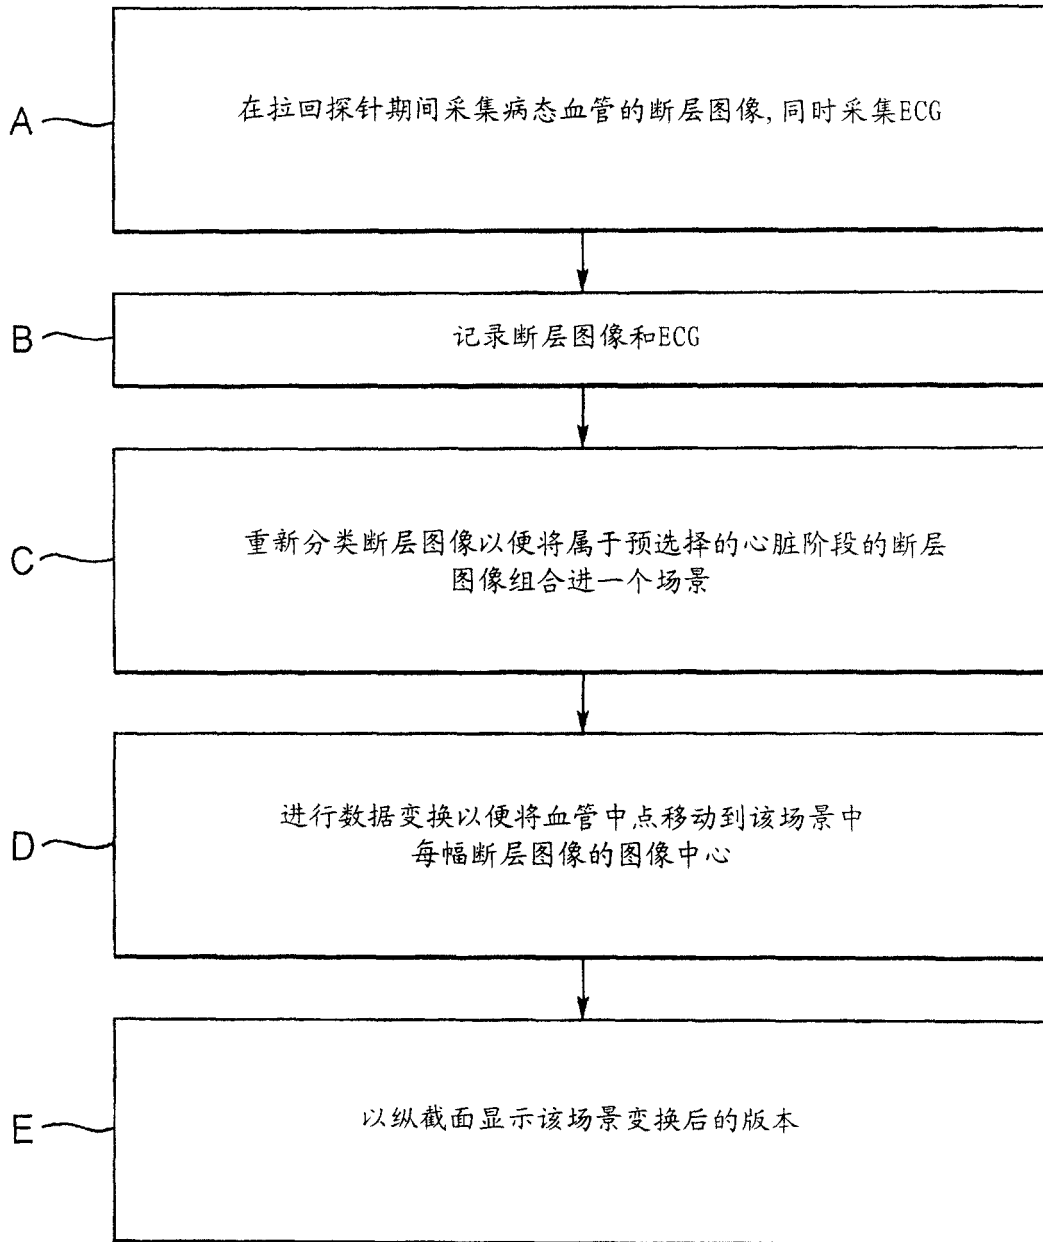 A
在拉回探针期间采集病态血管的断层图像,同时采集ECG
B
记录断层图像和ECG
C
重新分类断层图像以便将属于预选择的心脏阶段的断层
图像组合进一个场景
D
进行数据变换以便将血管中点移动到该场景中
每幅断层图像的图像中心
E
以纵截面显示该场景变换后的版本